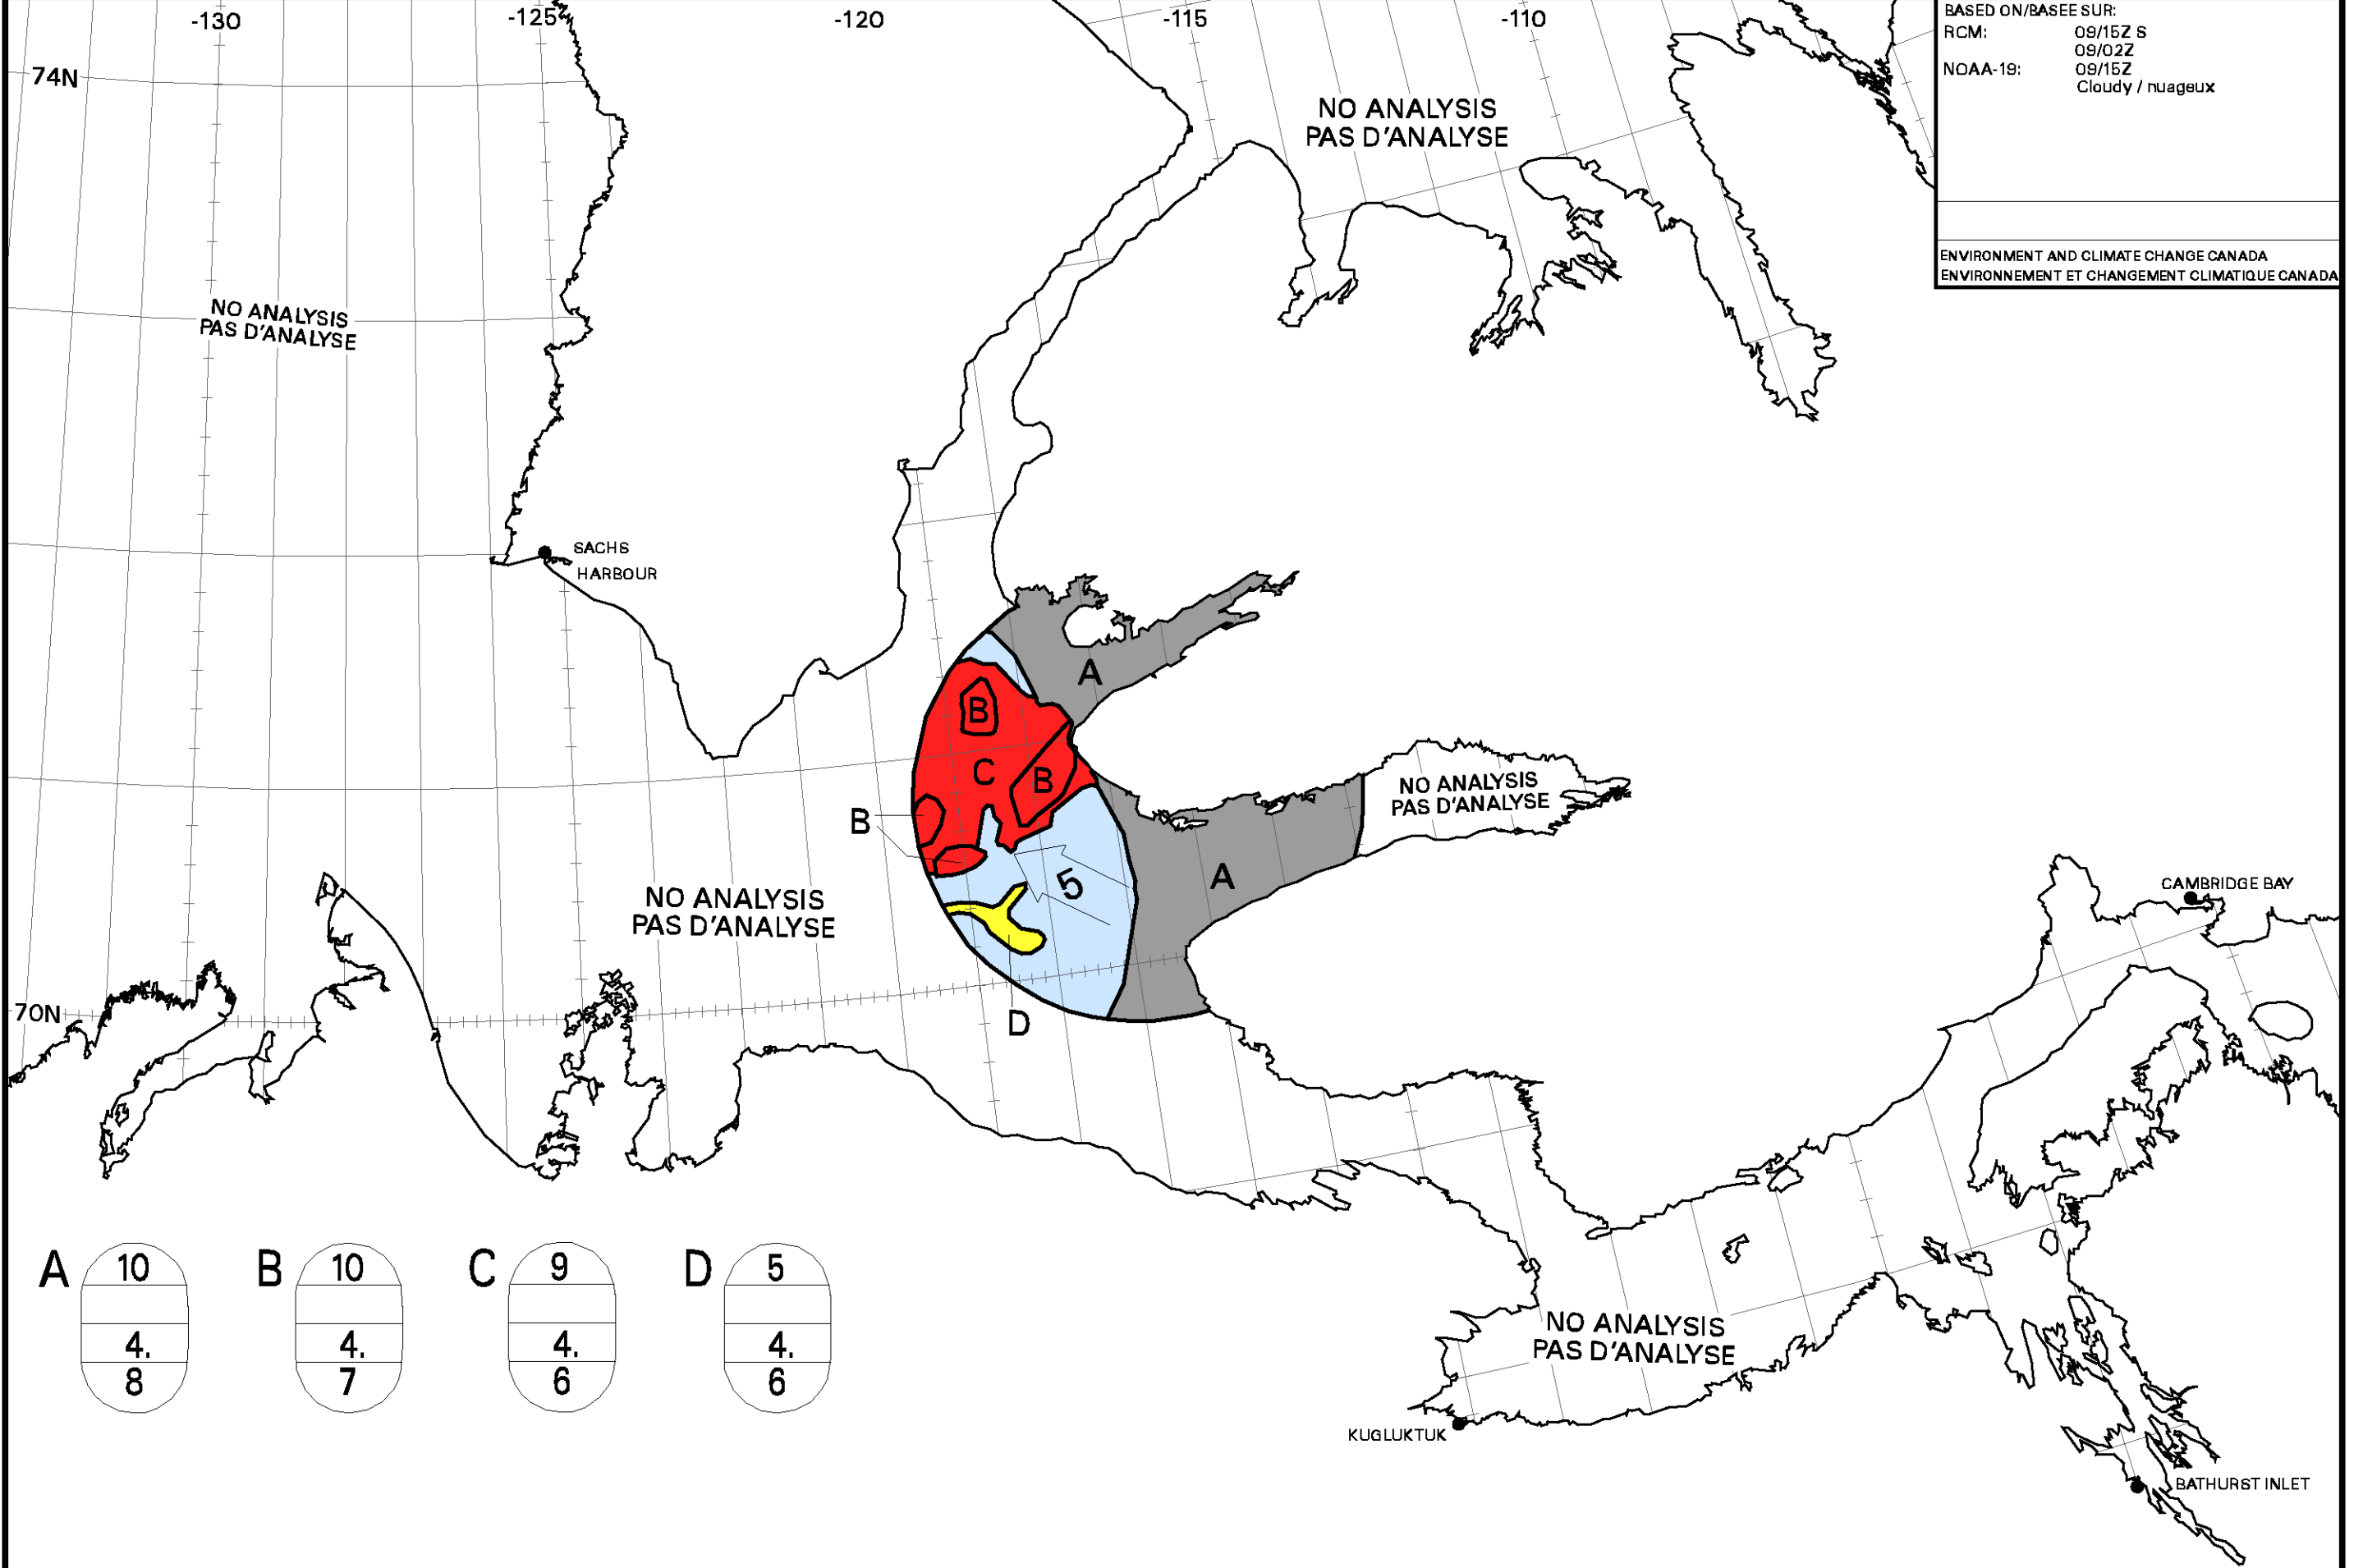 -130
-125
-120
-115
-110
BASED ON/BASEE SUR:
RCM: 09/15Z S
09/02Z
NOAA-19: 09/15Z
Cloudy / nuageux
74N
NO ANALYSIS
PAS D'ANALYSE
ENVIRONMENT AND CLIMATE CHANGE CANADA
ENVIRONNEMENT ET CHANGEMENT CLIMATIQUE CANADA
NO ANALYSIS
PAS D'ANALYSE
SACHS
HARBOUR
A
B
C
B
NO ANALYSIS
PAS D'ANALYSE
B
A
5
CAMBRIDGE BAY
NO ANALYSIS
PAS D'ANALYSE
70N
D
A 10
4.
8
B 10
4.
7
C 9
4.
6
D 5
4.
6
NO ANALYSIS
PAS D'ANALYSE
KUGLUKTUK
BATHURST INLET